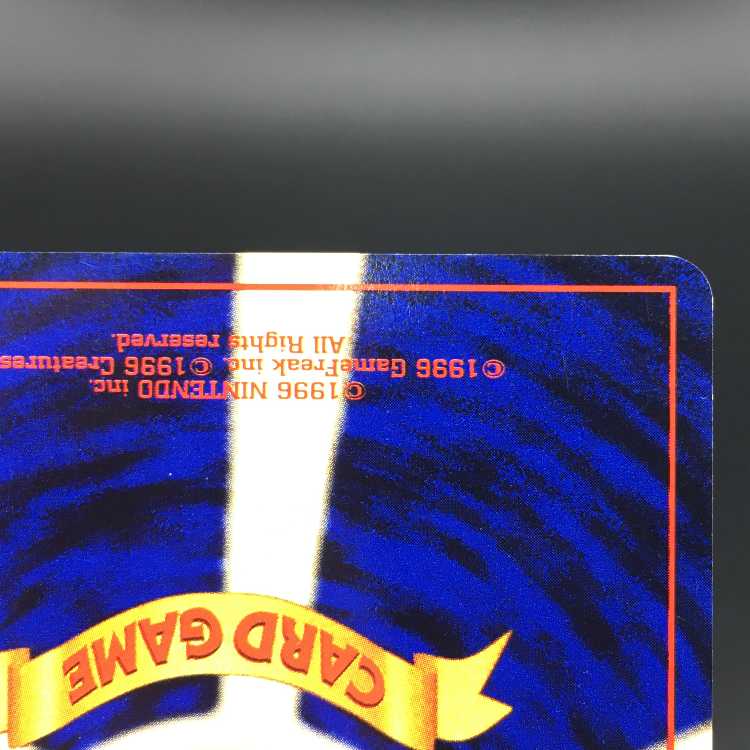 CARD GAME
©1996 NINTENDO inc.
©1996 GameFreak inc. ©1996 Creatures
All Rights reserved.